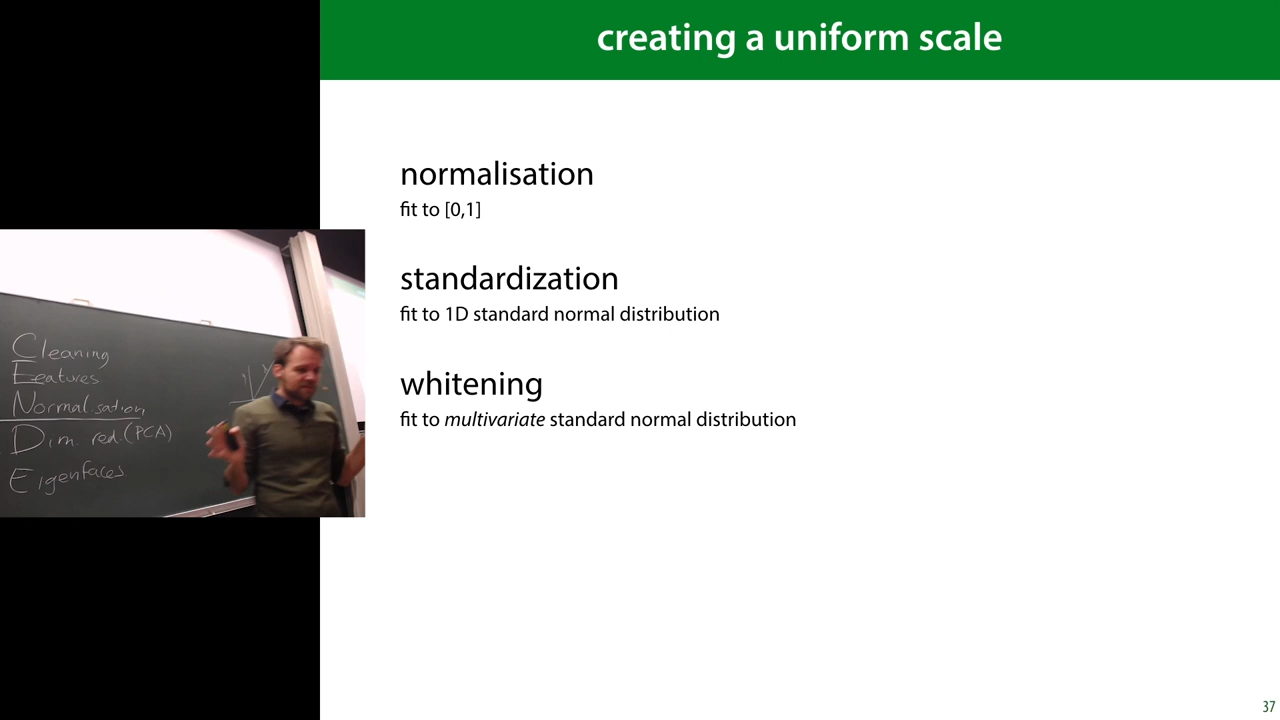 creating a uniform scale
normalisation
fit to [0,1]
standardization
fit to 1D standard normal distribution
whitening
fit to multivariate standard normal distribution
Cleaning
Features
Normalisation
Dim. red. (PCA)
Eigenfaces
37